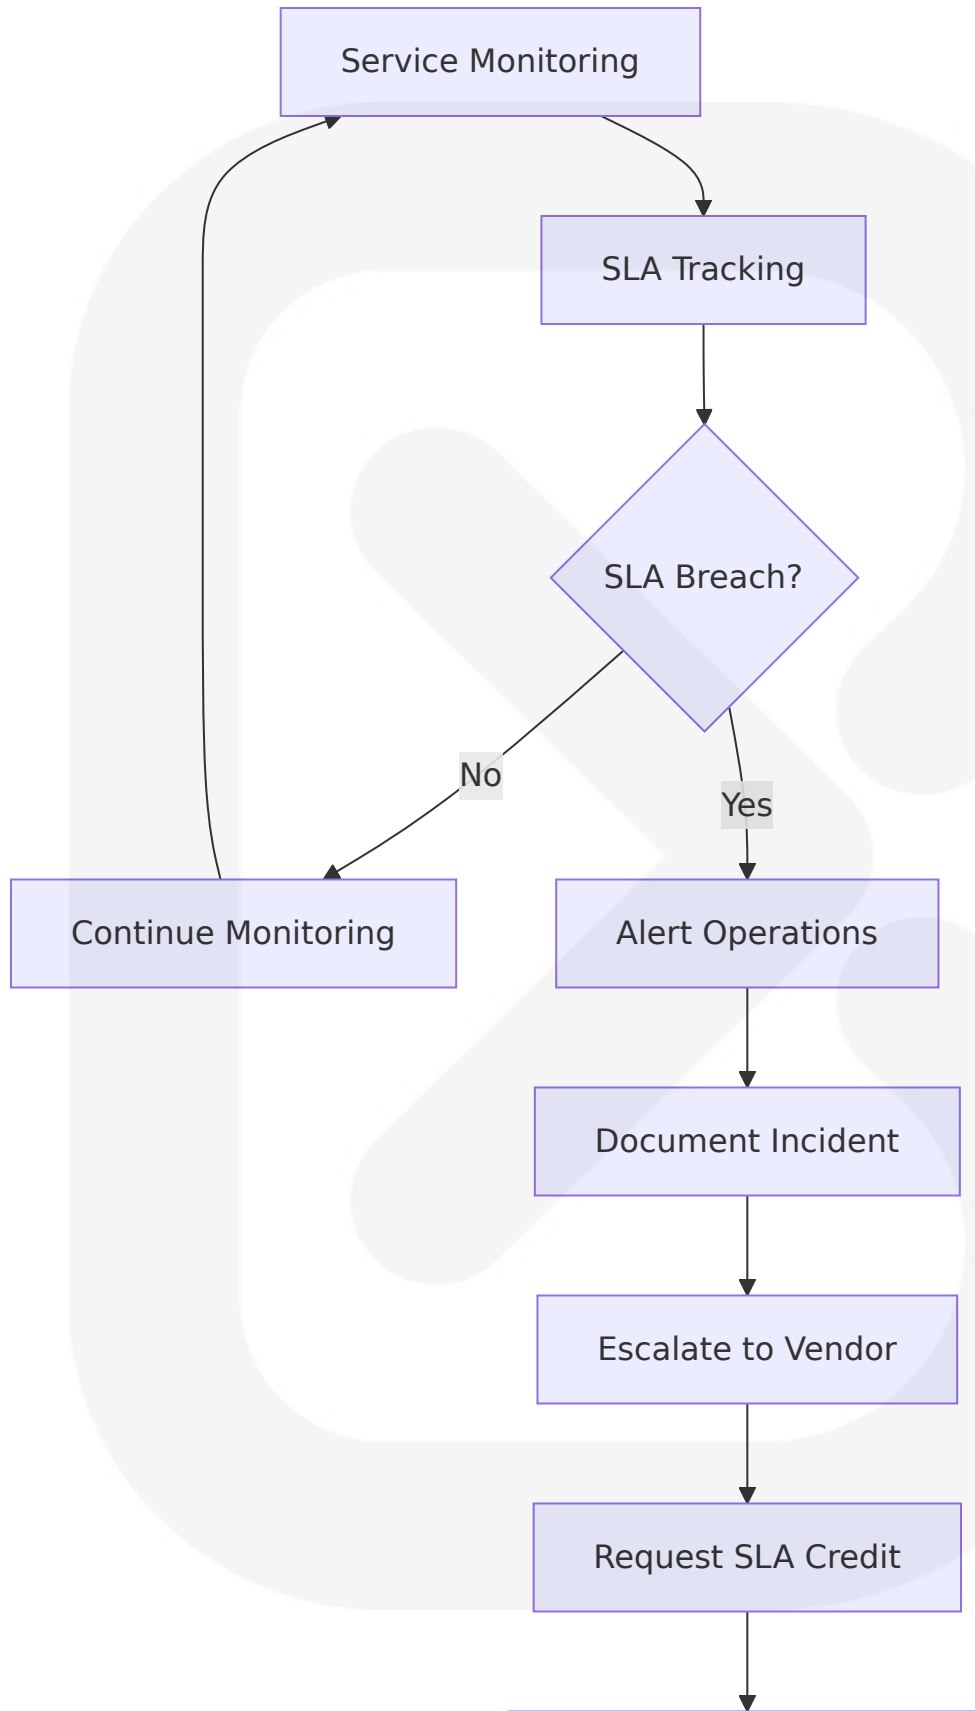 Service Monitoring
SLA Tracking
SLA Breach?
No
Yes
Continue Monitoring
Alert Operations
Document Incident
Escalate to Vendor
Request SLA Credit